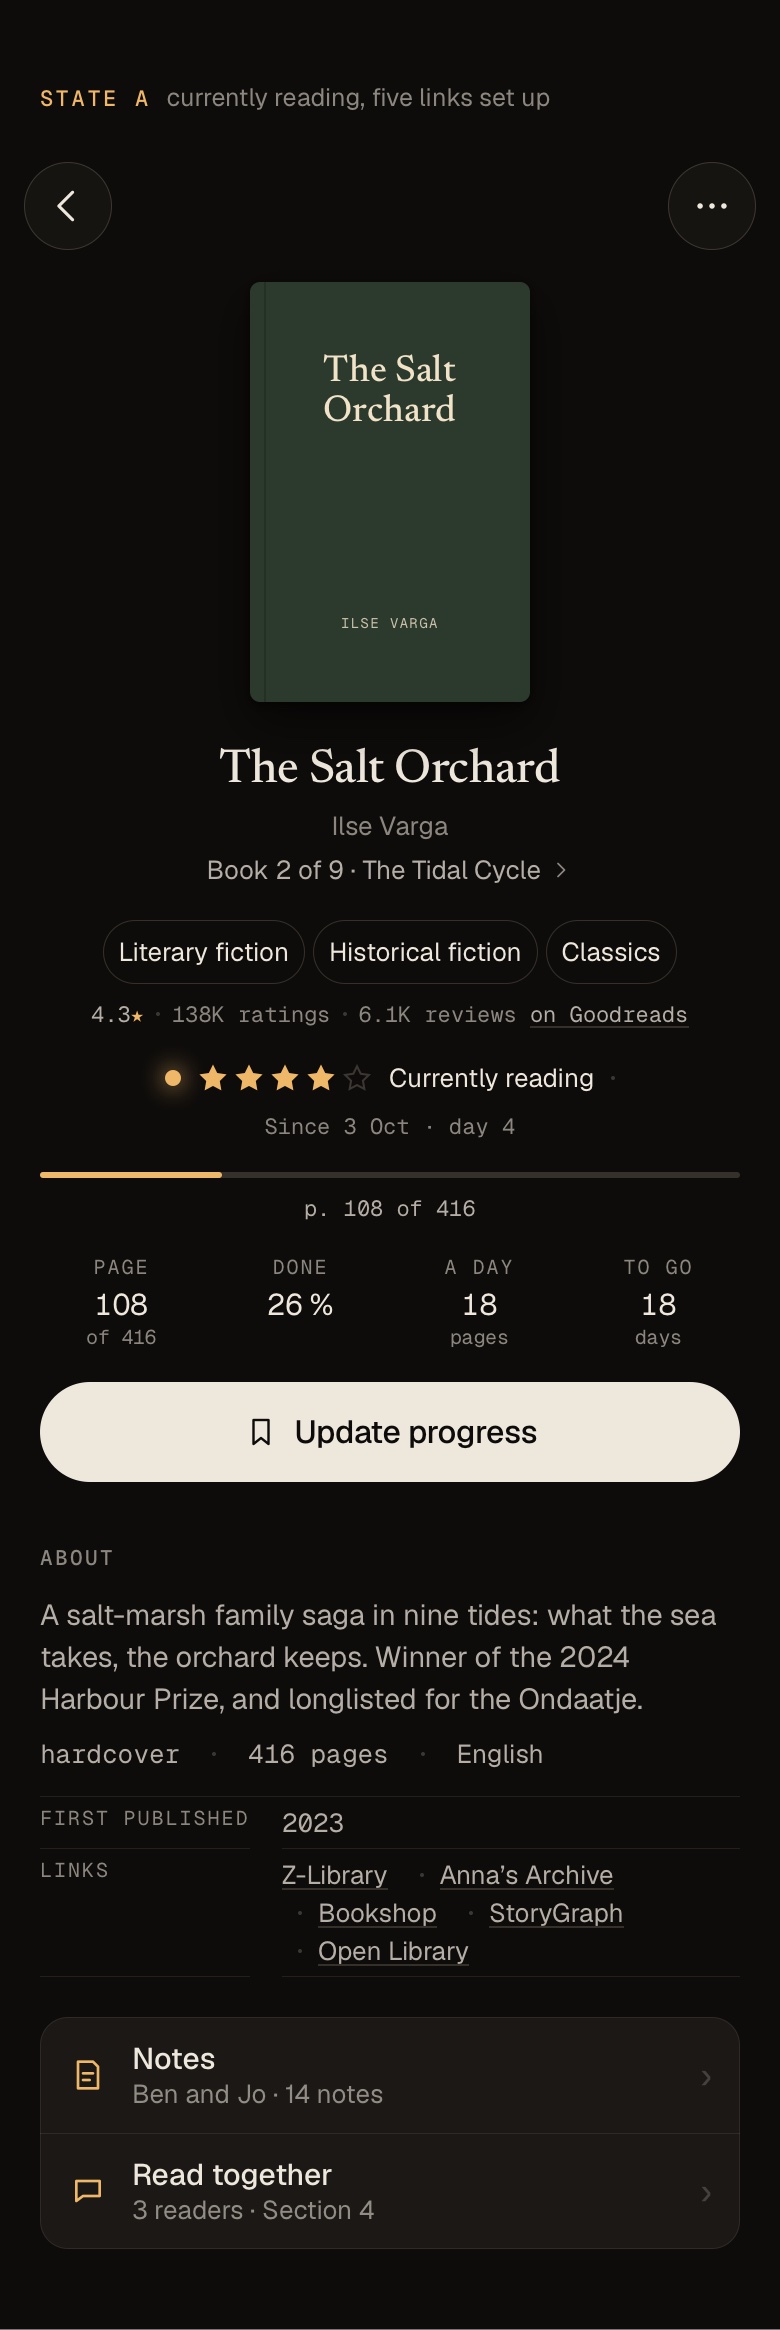 STATE A currently reading, five links set up
The Salt
Orchard
ILSE VARGA
The Salt Orchard
Ilse Varga
Book 2 of 9 · The Tidal Cycle
Literary fiction Historical fiction Classics
4.3★ · 138K ratings · 6.1K reviews on Goodreads
Currently reading ·
Since 3 Oct · day 4
p. 108 of 416
PAGE DONE A DAY TO GO
108 26 % 18 18
of 416 pages days
Update progress
ABOUT
A salt-marsh family saga in nine tides: what the sea
takes, the orchard keeps. Winner of the 2024
Harbour Prize, and longlisted for the Ondaatje.
hardcover · 416 pages · English
FIRST PUBLISHED 2023
LINKS Z-Library · Anna’s Archive
· Bookshop · StoryGraph
· Open Library
Notes
Ben and Jo · 14 notes
Read together
3 readers · Section 4